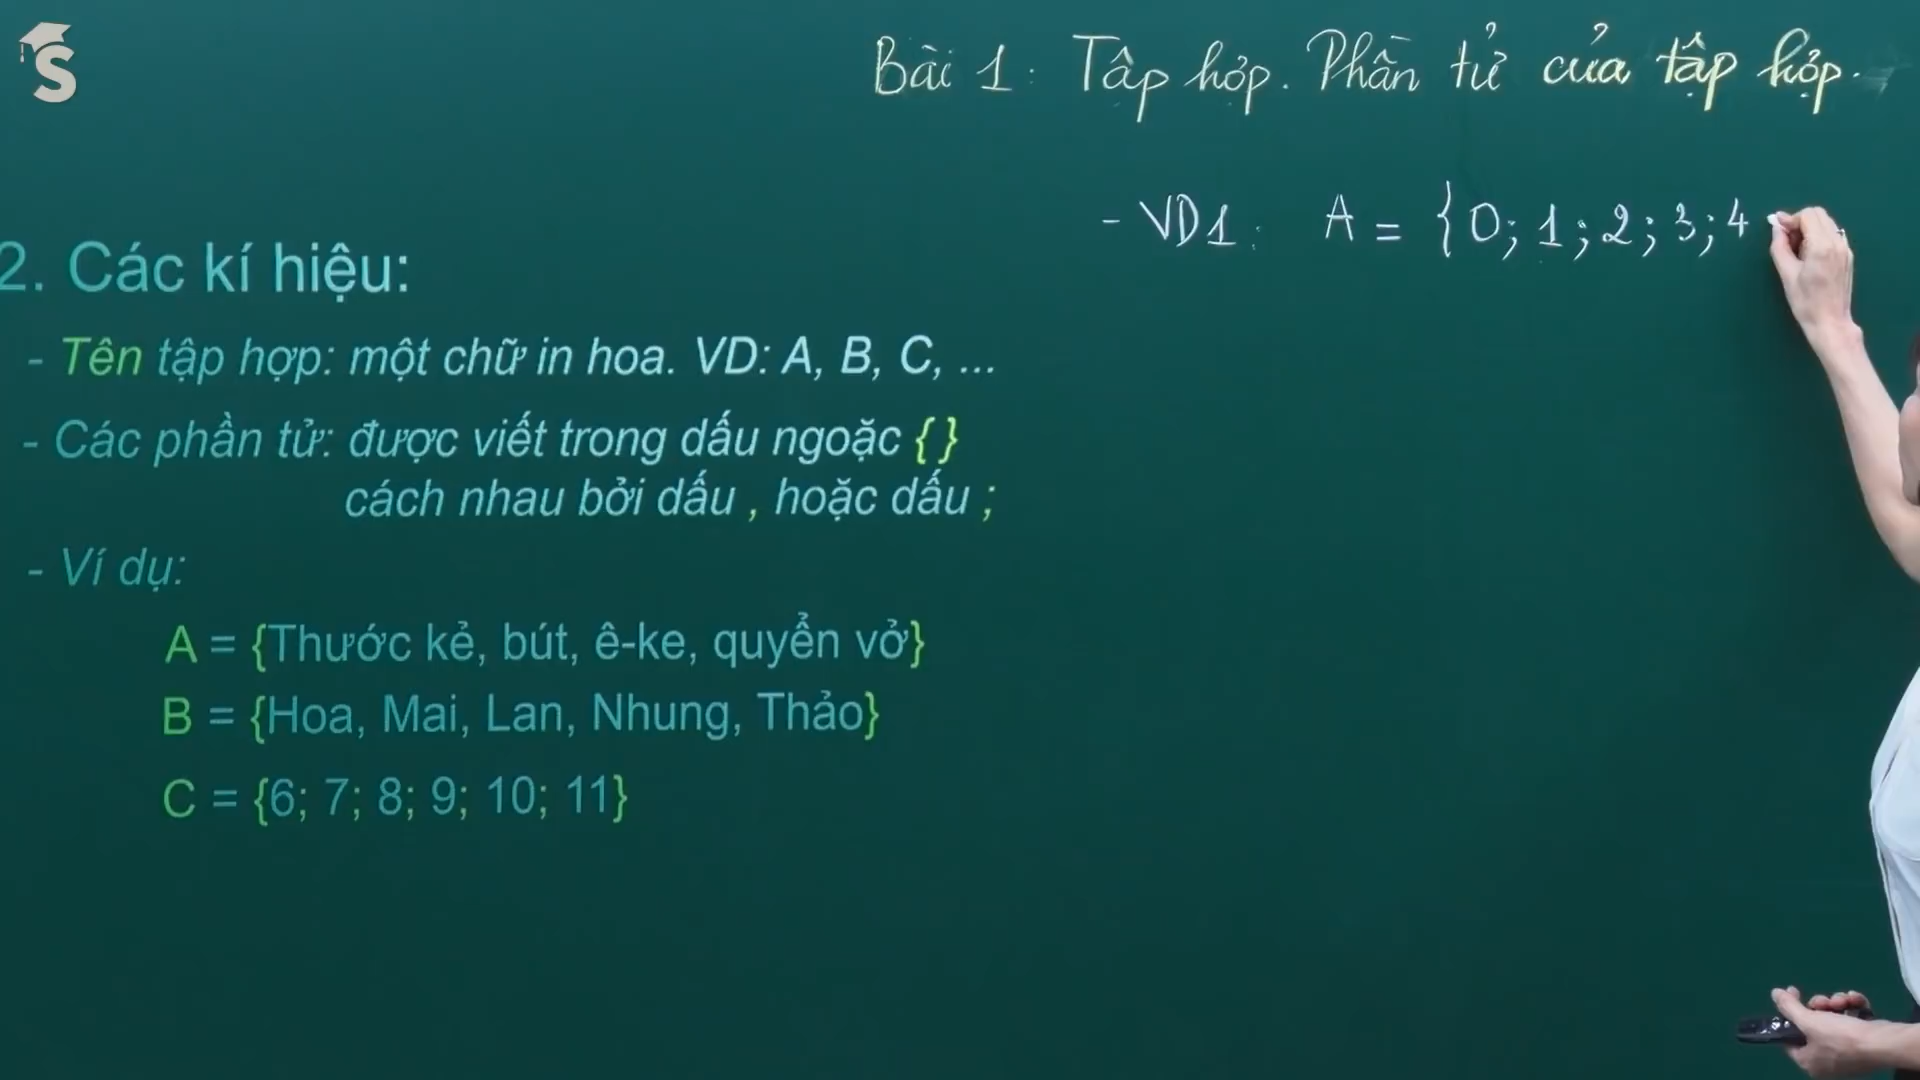 S
Bài 1: Tập hợp. Phần tử của tập hợp.
- VD1: A = {0; 1; 2; 3; 4
2. Các kí hiệu:
- Tên tập hợp: một chữ in hoa. VD: A, B, C, ...
- Các phần tử: được viết trong dấu ngoặc { }
cách nhau bởi dấu , hoặc dấu ;
- Ví dụ:
A = {Thước kẻ, bút, ê-ke, quyển vở}
B = {Hoa, Mai, Lan, Nhung, Thảo}
C = {6; 7; 8; 9; 10; 11}